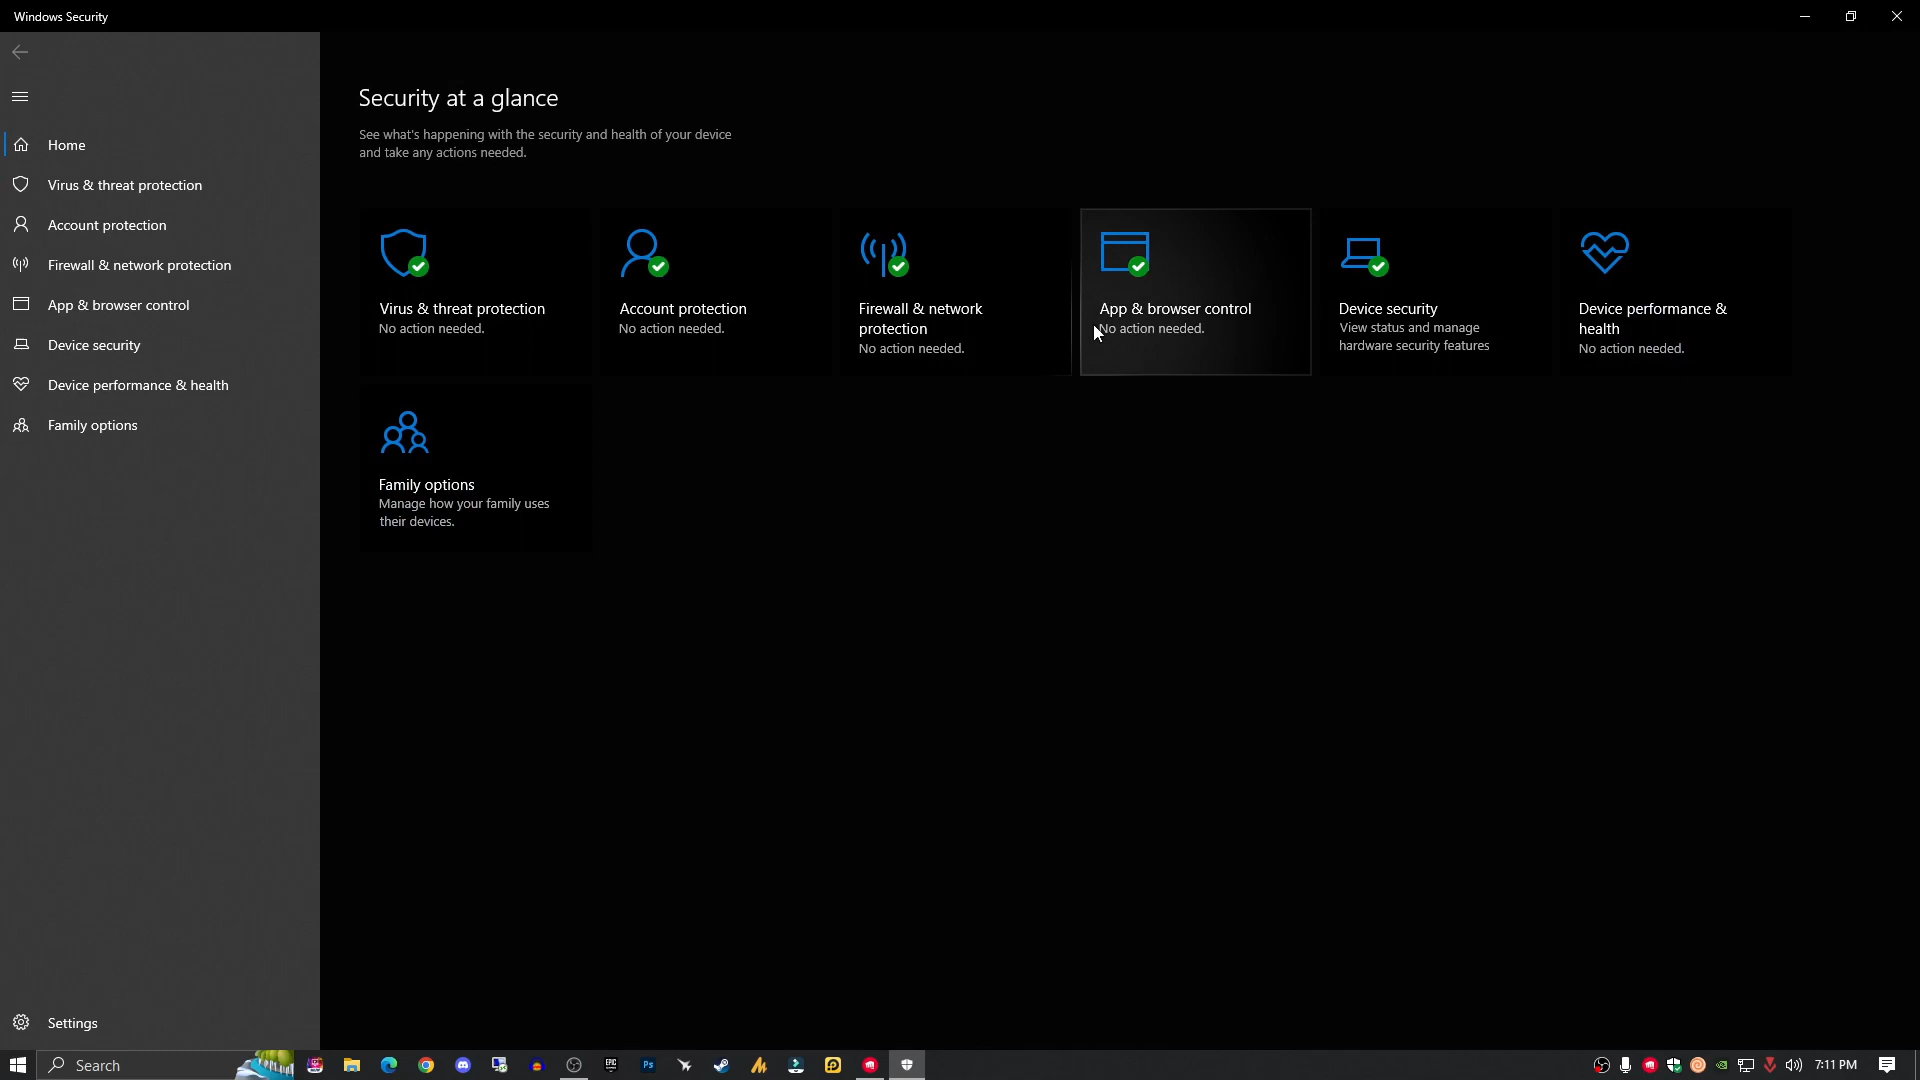 Windows Security
Home
Virus & threat protection
Account protection
Firewall & network protection
App & browser control
Device security
Device performance & health
Family options
Settings
Security at a glance
See what's happening with the security and health of your device
and take any actions needed.
Virus & threat protection
No action needed.
Account protection
No action needed.
Firewall & network
protection
No action needed.
App & browser control
No action needed.
Device security
View status and manage
hardware security features
Device performance &
health
No action needed.
Family options
Manage how your family uses
their devices.
Search
EPIC
Ps
7:11 PM